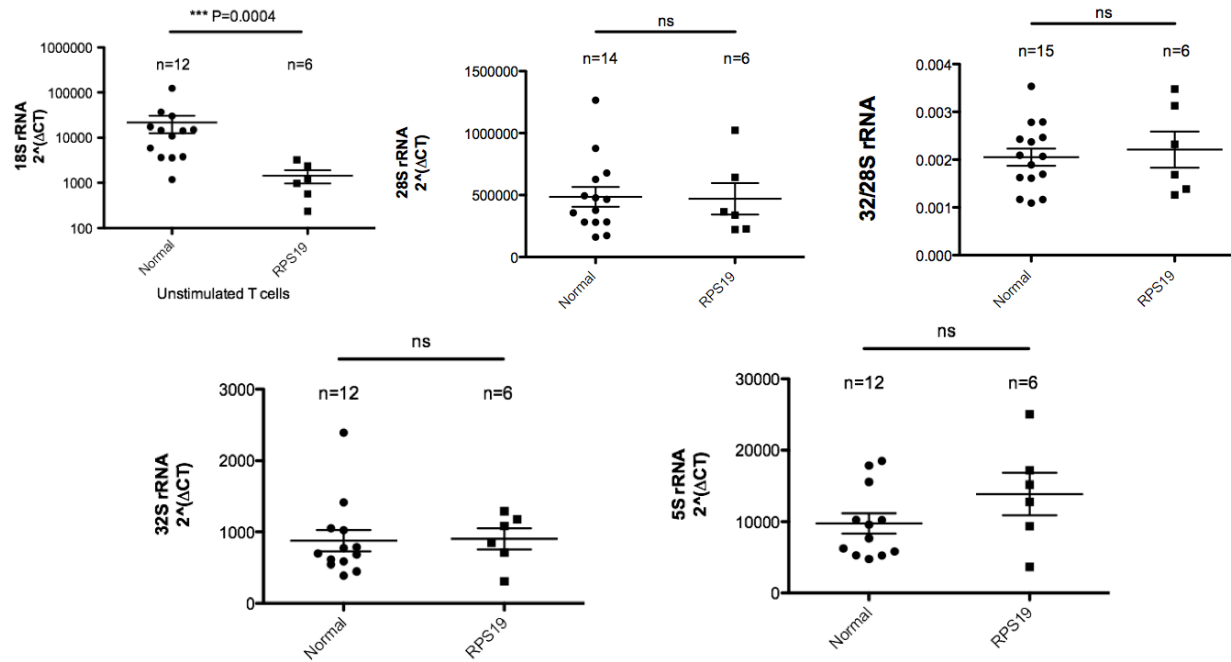 *** P=0.0004
n=12
n=6
1000000
100000
10000
1000
100
18S rRNA
2^(ΔCT)
Normal
RPS19
Unstimulated T cells
ns
n=14
n=6
1500000
1000000
500000
0
28S rRNA
2^(ΔCT)
Normal
RPS19
ns
n=15
n=6
0.004
0.003
0.002
0.001
0.000
32/28S rRNA
Normal
RPS19
ns
n=12
n=6
3000
2000
1000
0
32S rRNA
2^(ΔCT)
Normal
RPS19
ns
n=12
n=6
30000
20000
10000
0
5S rRNA
2^(ΔCT)
Normal
RPS19